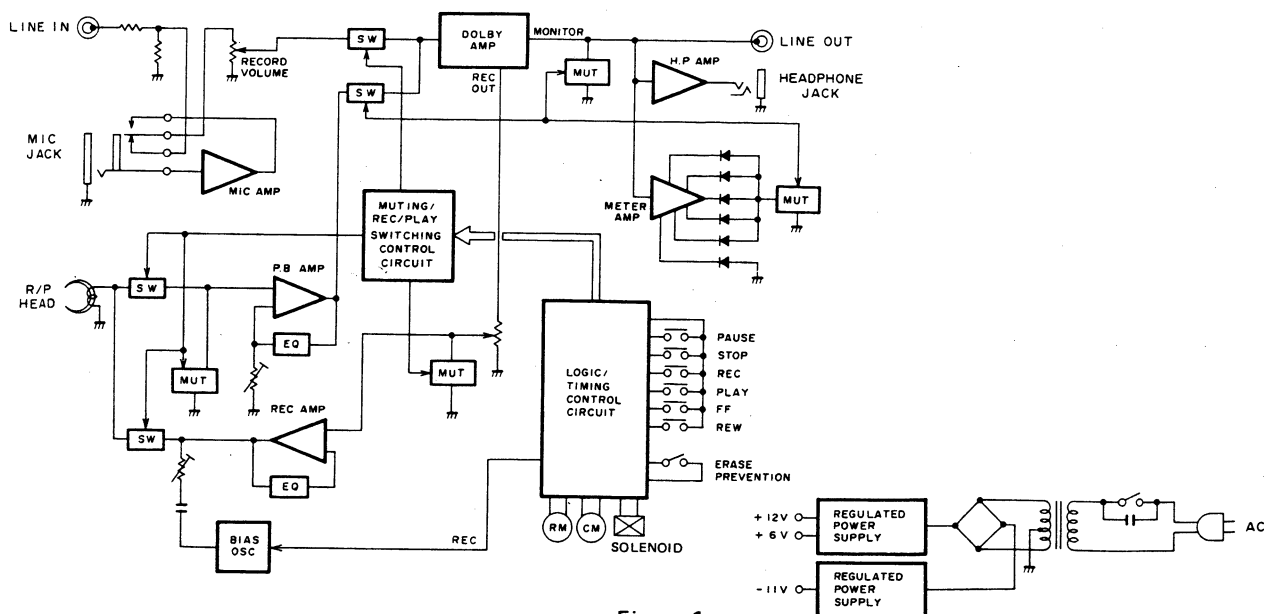 LINE IN
RECORD
VOLUME
SW
DOLBY
AMP
MONITOR
LINE OUT
REC
OUT
MUT
H.P AMP
HEADPHONE
JACK
SW
MIC
JACK
MIC AMP
METER
AMP
MUT
MUTING/
REC/PLAY
SWITCHING
CONTROL
CIRCUIT
R/P
HEAD
SW
P.B AMP
EQ
MUT
MUT
REC AMP
SW
EQ
BIAS
OSC
REC
LOGIC/
TIMING
CONTROL
CIRCUIT
PAUSE
STOP
REC
PLAY
FF
REW
ERASE
PREVENTION
RM
CM
SOLENOID
+12V
+6V
REGULATED
POWER
SUPPLY
-11V
REGULATED
POWER
SUPPLY
AC